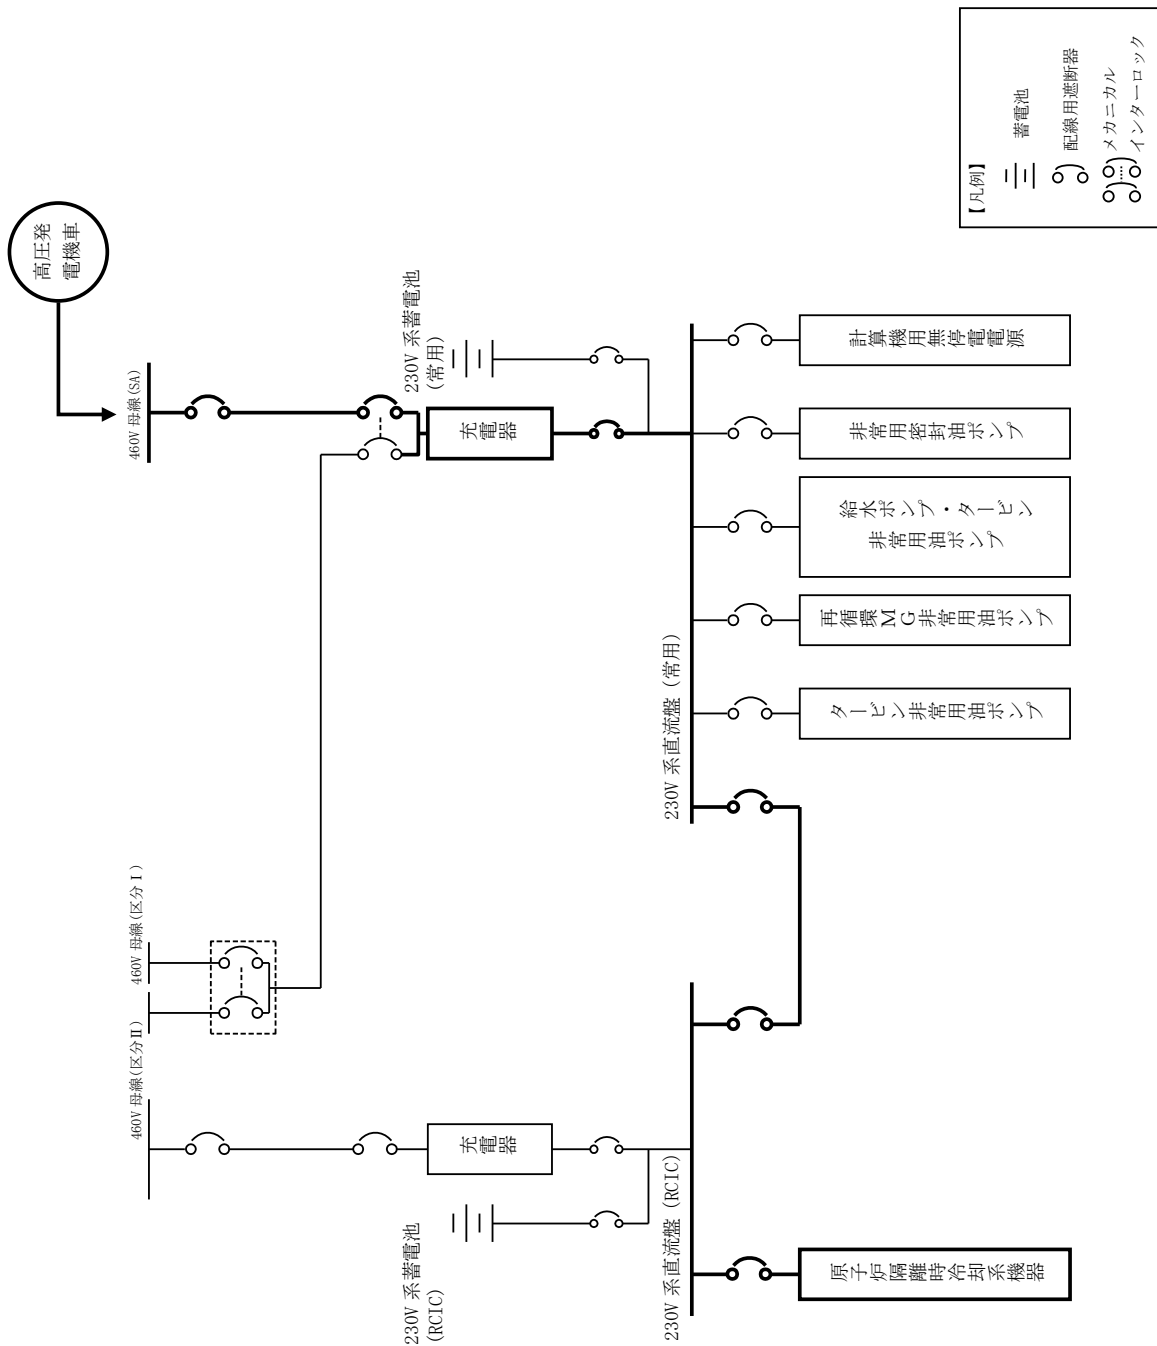 高圧発
電機車
460V 母線(SA)
460V 母線(区分Ⅰ)
460V 母線(区分Ⅱ)
230V 系蓄電池
(常用)
充電器
充電器
230V 系蓄電池
(RCIC)
230V 系直流盤 (常用)
230V 系直流盤 (RCIC)
計算機用無停電電源
非常用密封油ポンプ
給水ポンプ・タービン
非常用油ポンプ
再循環MG非常用油ポンプ
タービン非常用油ポンプ
原子炉隔離時冷却系機器
【凡例】
蓄電池
配線用遮断器
メカニカル
インターロック